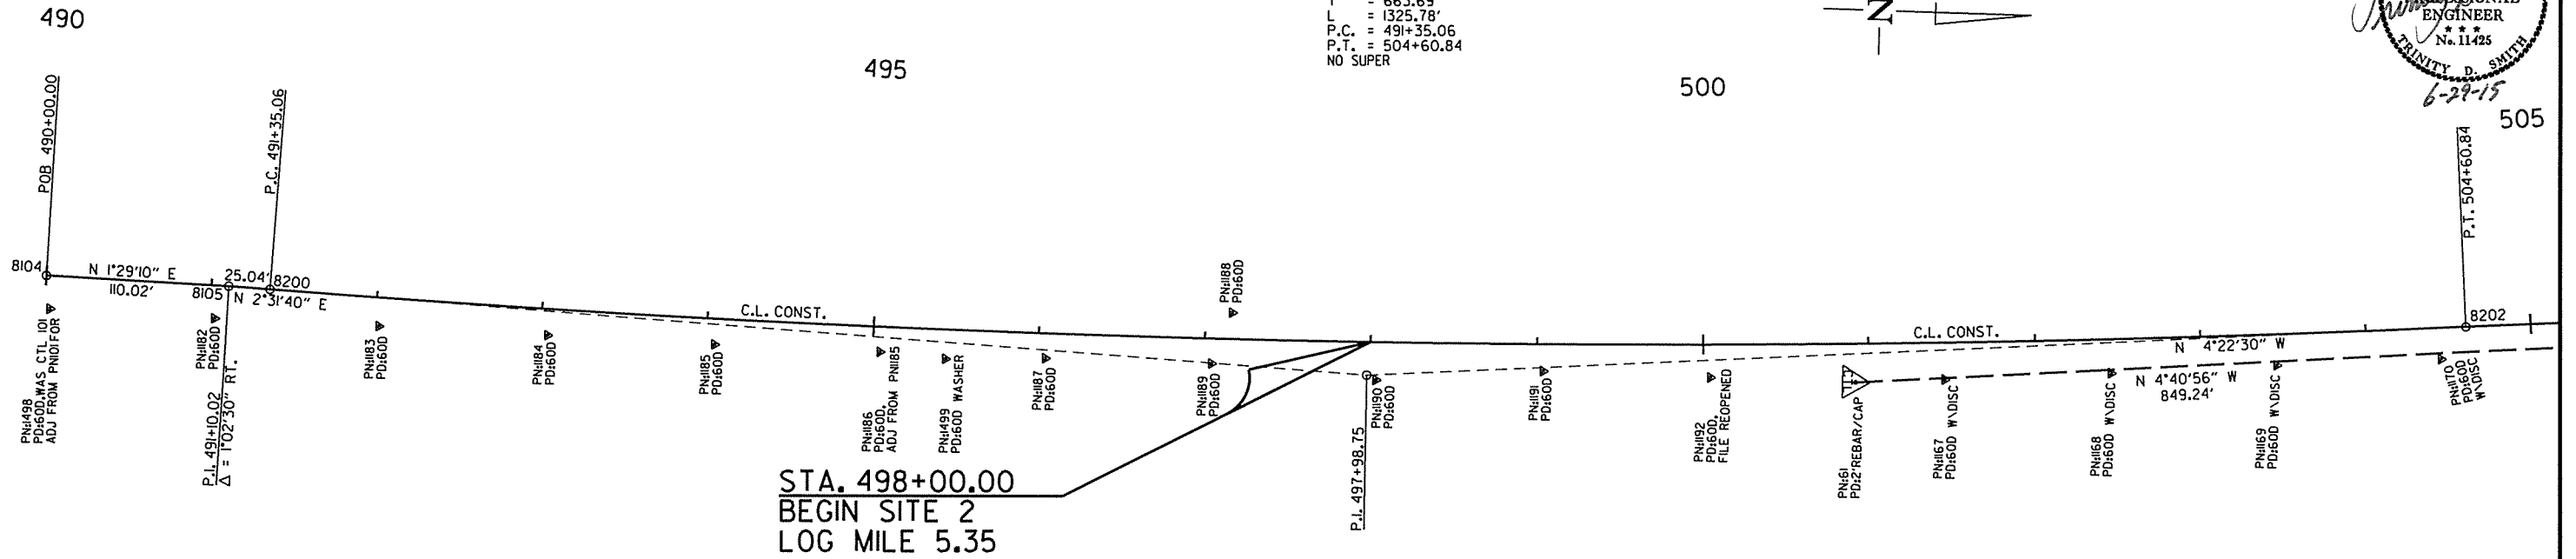 490
495
500
505
T = 663.69'
L = 1325.78'
P.C. = 491+35.06
P.T. = 504+60.84
NO SUPER
N
ENGINEER
★ ★ ★
No. 11425
TRINITY D. SMITH
6-29-15
POB 490+00.00
P.C. 491+35.06
P.T. 504+60.84
8104
N 1°29'10" E
110.02'
8105
25.04'
8200
N 2°31'40" E
C.L. CONST.
C.L. CONST.
8202
N 4°22'30" W
N 4°40'56" W
849.24'
PN:1498
PD:60D,WAS CTL 101
ADJ FROM PN101 FOR
PN:1182
PD:60D
P.I. 491+10.02
Δ = 1°02'30" RT.
PN:1183
PD:60D
PN:1184
PD:60D
PN:1185
PD:60D
PN:1186
PD:60D,
ADJ FROM PN1185
PN:1499
PD:60D WASHER
PN:1187
PD:60D
PN:1188
PD:60D
PN:1189
PD:60D
PN:1190
PD:60D
P.I. 497+98.75
PN:1191
PD:60D
PN:1192
PD:60D,
FILE REOPENED
PN:61
PD:2'REBAR/CAP
PN:1167
PD:60D W\DISC
PN:1168
PD:60D W\DISC
PN:1169
PD:60D W\DISC
PN:1170
PD:60D
W\DISC
STA. 498+00.00
BEGIN SITE 2
LOG MILE 5.35